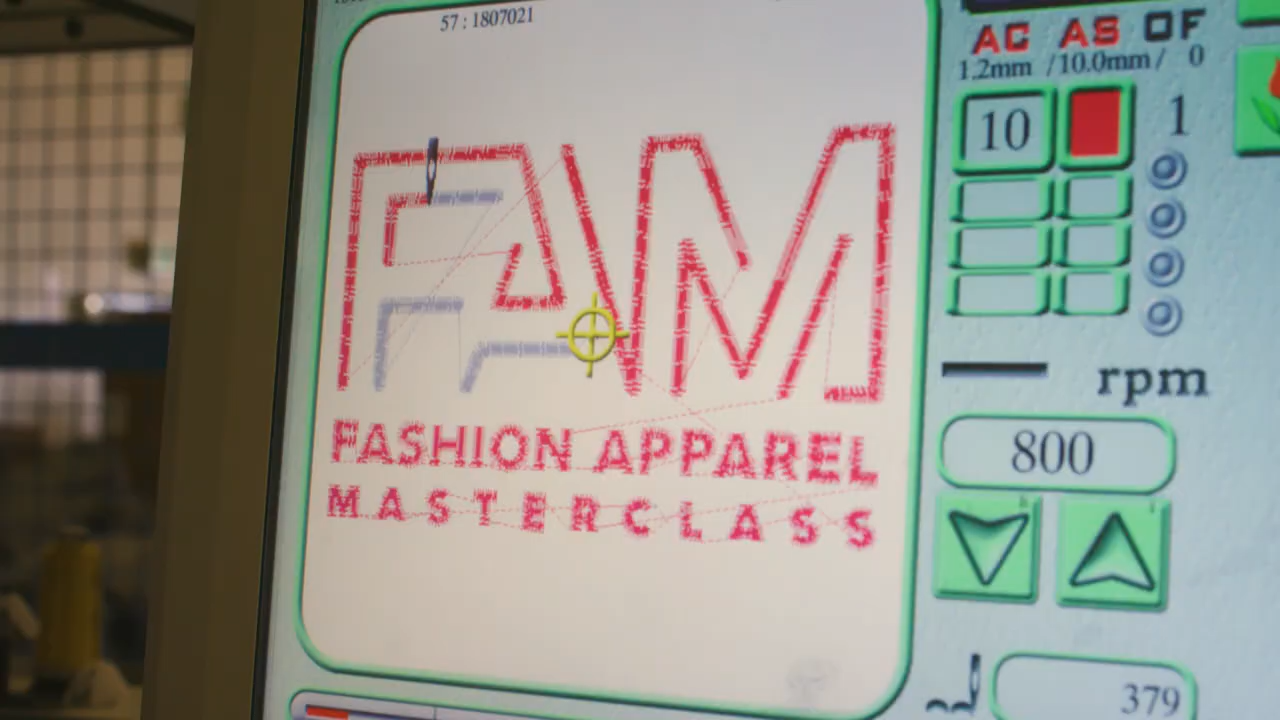 57 : 1807021
AC AS OF
1.2mm /10.0mm/ 0
10 1
FAM
FASHION APPAREL
MASTERCLASS
rpm
800
379